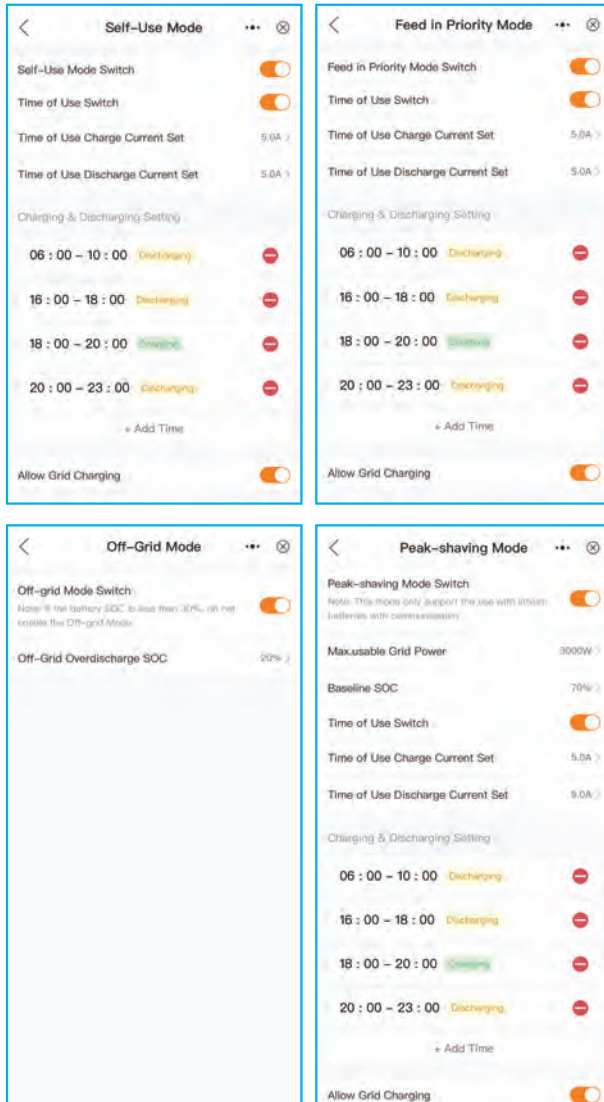 Self-Use Mode
Self-Use Mode Switch
Time of Use Switch
Time of Use Charge Current Set 5.0A
Time of Use Discharge Current Set 5.0A
Charging & Discharging Setting
06 : 00 – 10 : 00 Discharging
16 : 00 – 18 : 00 Discharging
18 : 00 – 20 : 00 Charging
20 : 00 – 23 : 00 Discharging
+ Add Time
Allow Grid Charging
Feed in Priority Mode
Feed in Priority Mode Switch
Time of Use Switch
Time of Use Charge Current Set 5.0A
Time of Use Discharge Current Set 5.0A
Charging & Discharging Setting
06 : 00 – 10 : 00 Discharging
16 : 00 – 18 : 00 Discharging
18 : 00 – 20 : 00 Charging
20 : 00 – 23 : 00 Discharging
+ Add Time
Allow Grid Charging
Off-Grid Mode
Off-grid Mode Switch
Note: If the battery SOC is less than 30%, do not
enable the Off-grid Mode
Off-Grid Overdischarge SOC 20%
Peak-shaving Mode
Peak-shaving Mode Switch
Note: This mode only support the use with lithium
batteries with communication
Max.usable Grid Power 3000W
Baseline SOC 70%
Time of Use Switch
Time of Use Charge Current Set 5.0A
Time of Use Discharge Current Set 5.0A
Charging & Discharging Setting
06 : 00 – 10 : 00 Discharging
16 : 00 – 18 : 00 Discharging
18 : 00 – 20 : 00 Charging
20 : 00 – 23 : 00 Discharging
+ Add Time
Allow Grid Charging